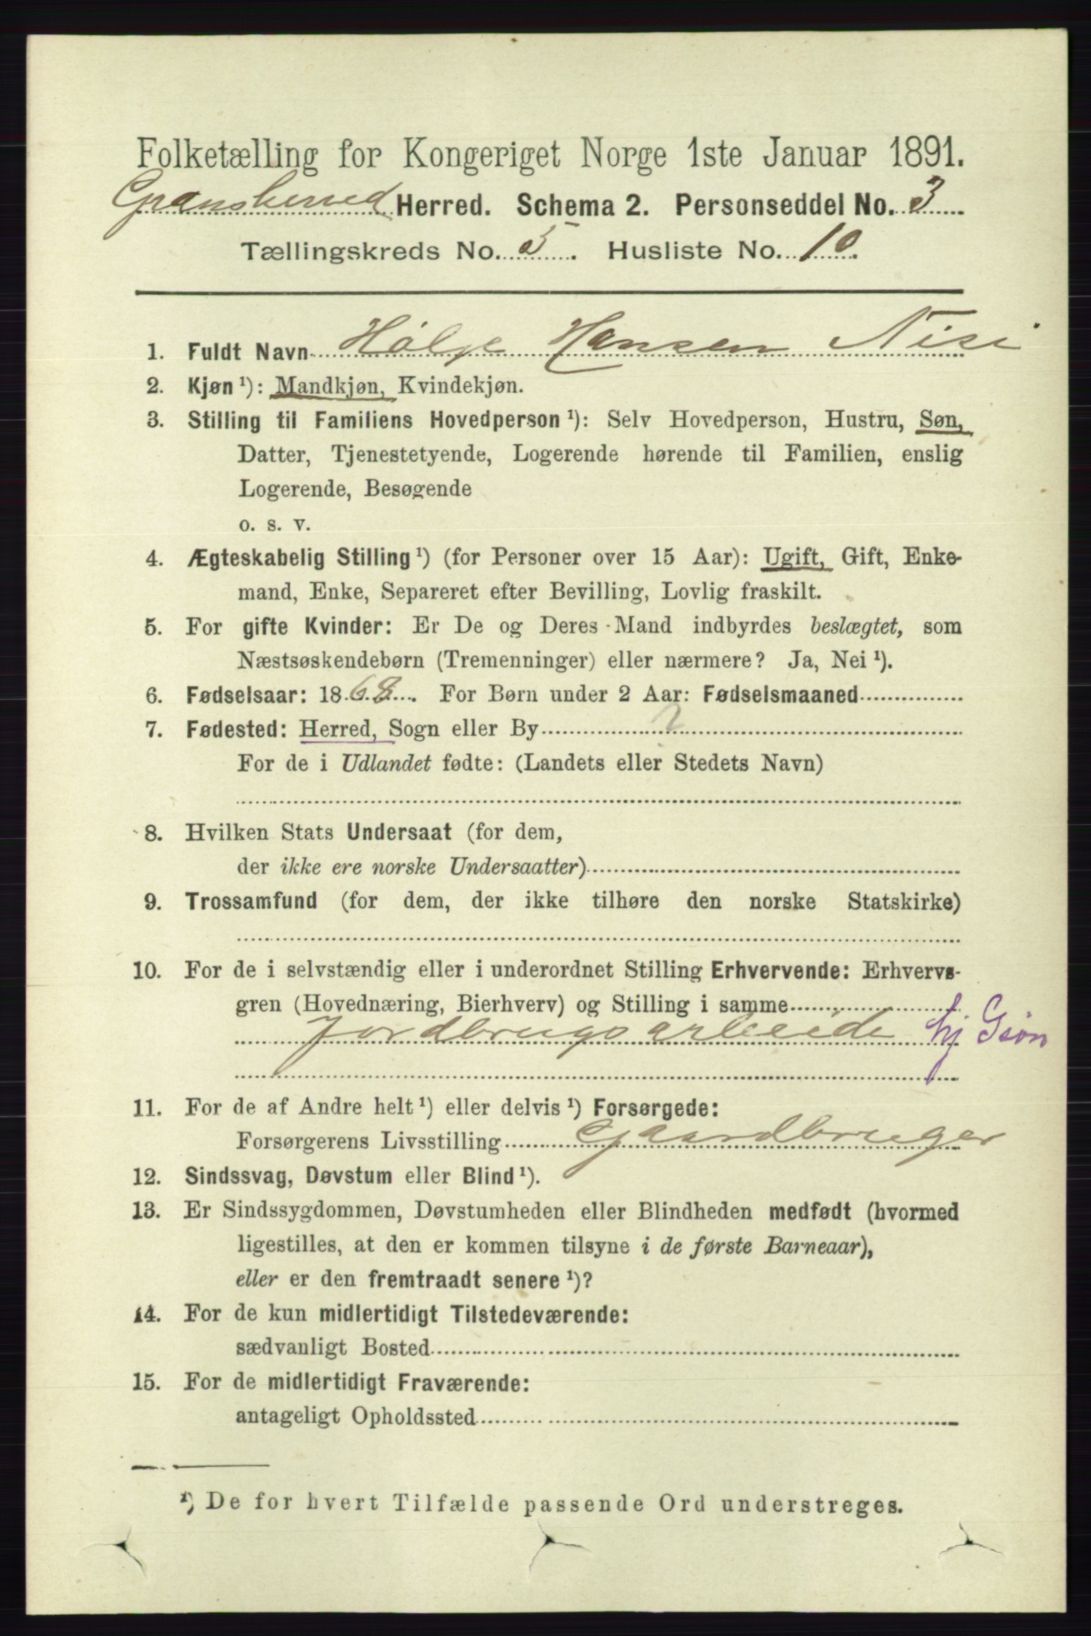 Folketælling for Kongeriget Norge 1ste Januar 1891.
Gransherred Herred. Schema 2. Personseddel No. 3
Tællingskreds No. 5. Husliste No. 10.
1. Fuldt Navn Hølje Hansen Nisi
2. Kjøn ¹): Mandkjøn, Kvindekjøn.
3. Stilling til Familiens Hovedperson ¹): Selv Hovedperson, Hustru, Søn,
Datter, Tjenestetyende, Logerende hørende til Familien, enslig
Logerende, Besøgende
o. s. v.
4. Ægteskabelig Stilling ¹) (for Personer over 15 Aar): Ugift, Gift, Enke-
mand, Enke, Separeret efter Bevilling, Lovlig fraskilt.
5. For gifte Kvinder: Er De og Deres Mand indbyrdes beslægtet, som
Næstsøskendebørn (Tremenninger) eller nærmere? Ja, Nei ¹).
6. Fødselsaar: 1868. For Børn under 2 Aar: Fødselsmaaned
7. Fødested: Herred, Sogn eller By
For de i Udlandet fødte: (Landets eller Stedets Navn)
8. Hvilken Stats Undersaat (for dem,
der ikke ere norske Undersaatter)
9. Trossamfund (for dem, der ikke tilhøre den norske Statskirke)
10. For de i selvstændig eller i underordnet Stilling Erhvervende: Erhvervs-
gren (Hovednæring, Bierhverv) og Stilling i samme
Jordbrugsarbeide hj
11. For de af Andre helt ¹) eller delvis ¹) Forsørgede:
Forsørgerens Livsstilling Gaardbruger
12. Sindssvag, Døvstum eller Blind ¹).
13. Er Sindssygdommen, Døvstumheden eller Blindheden medfødt (hvormed
ligestilles, at den er kommen tilsyne i de første Barneaar),
eller er den fremtraadt senere ¹)?
14. For de kun midlertidigt Tilstedeværende:
sædvanligt Bosted
15. For de midlertidigt Fraværende:
antageligt Opholdssted
¹) De for hvert Tilfælde passende Ord understreges.